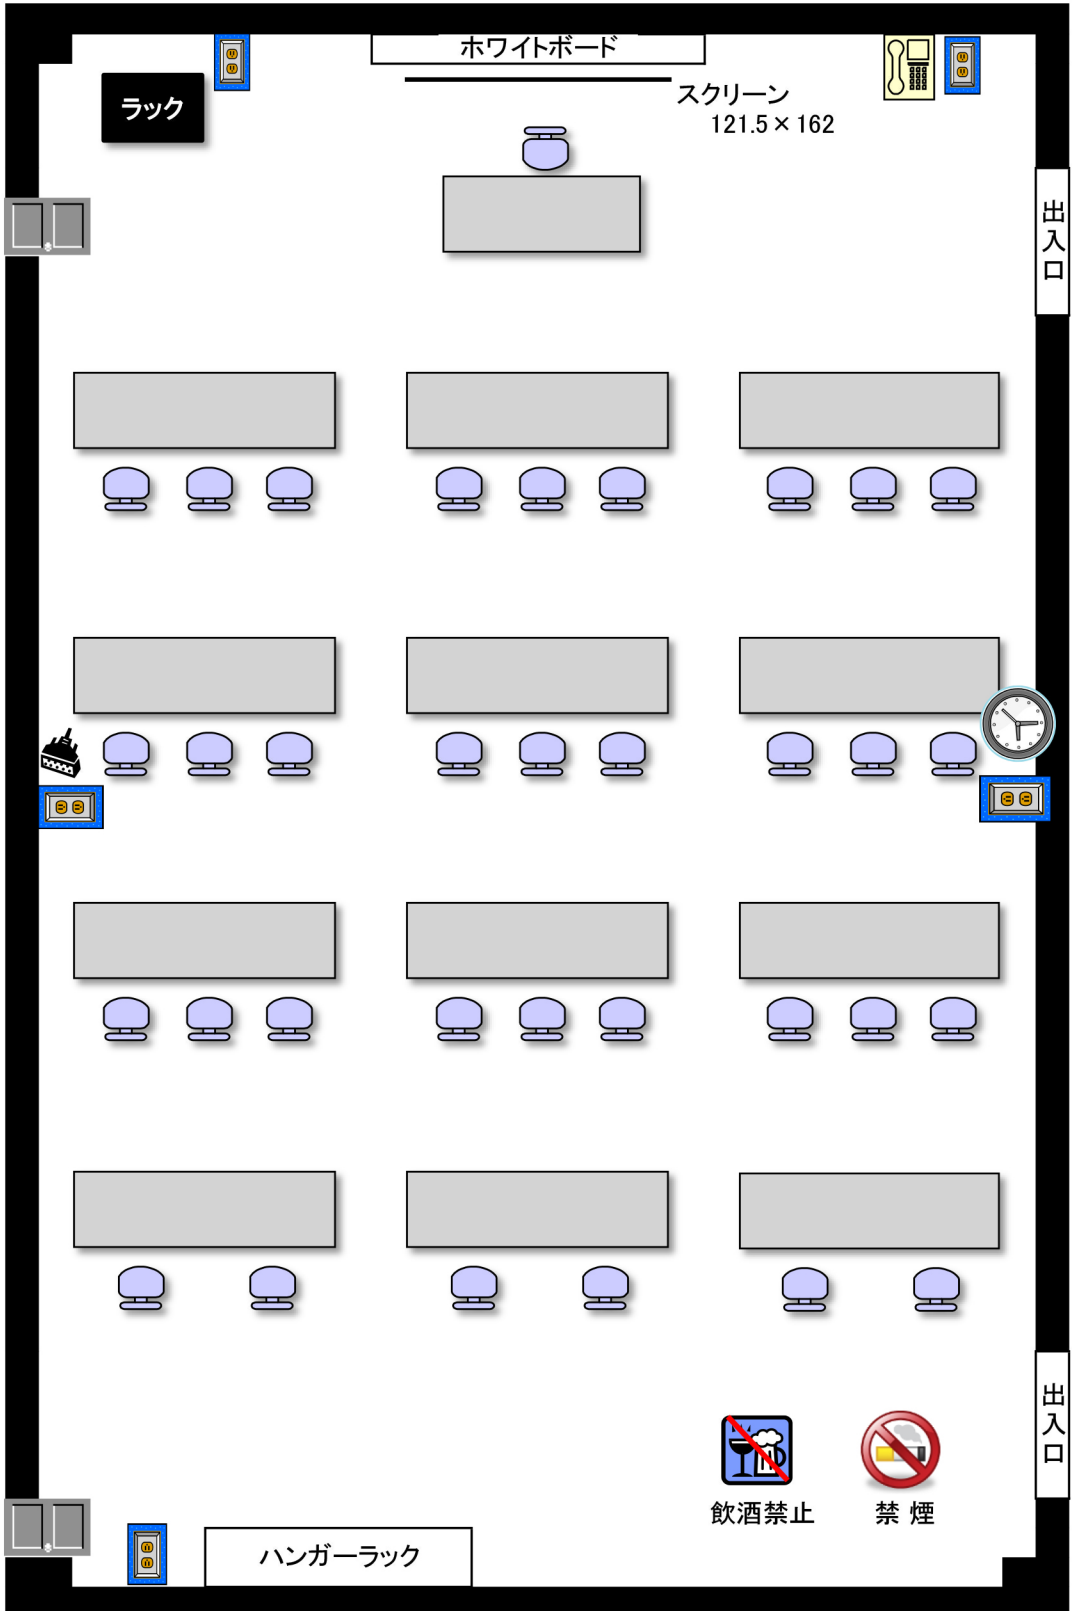 ホワイトボード
ラック
スクリーン
121.5×162
出入口
出入口
飲酒禁止
禁煙
ハンガーラック